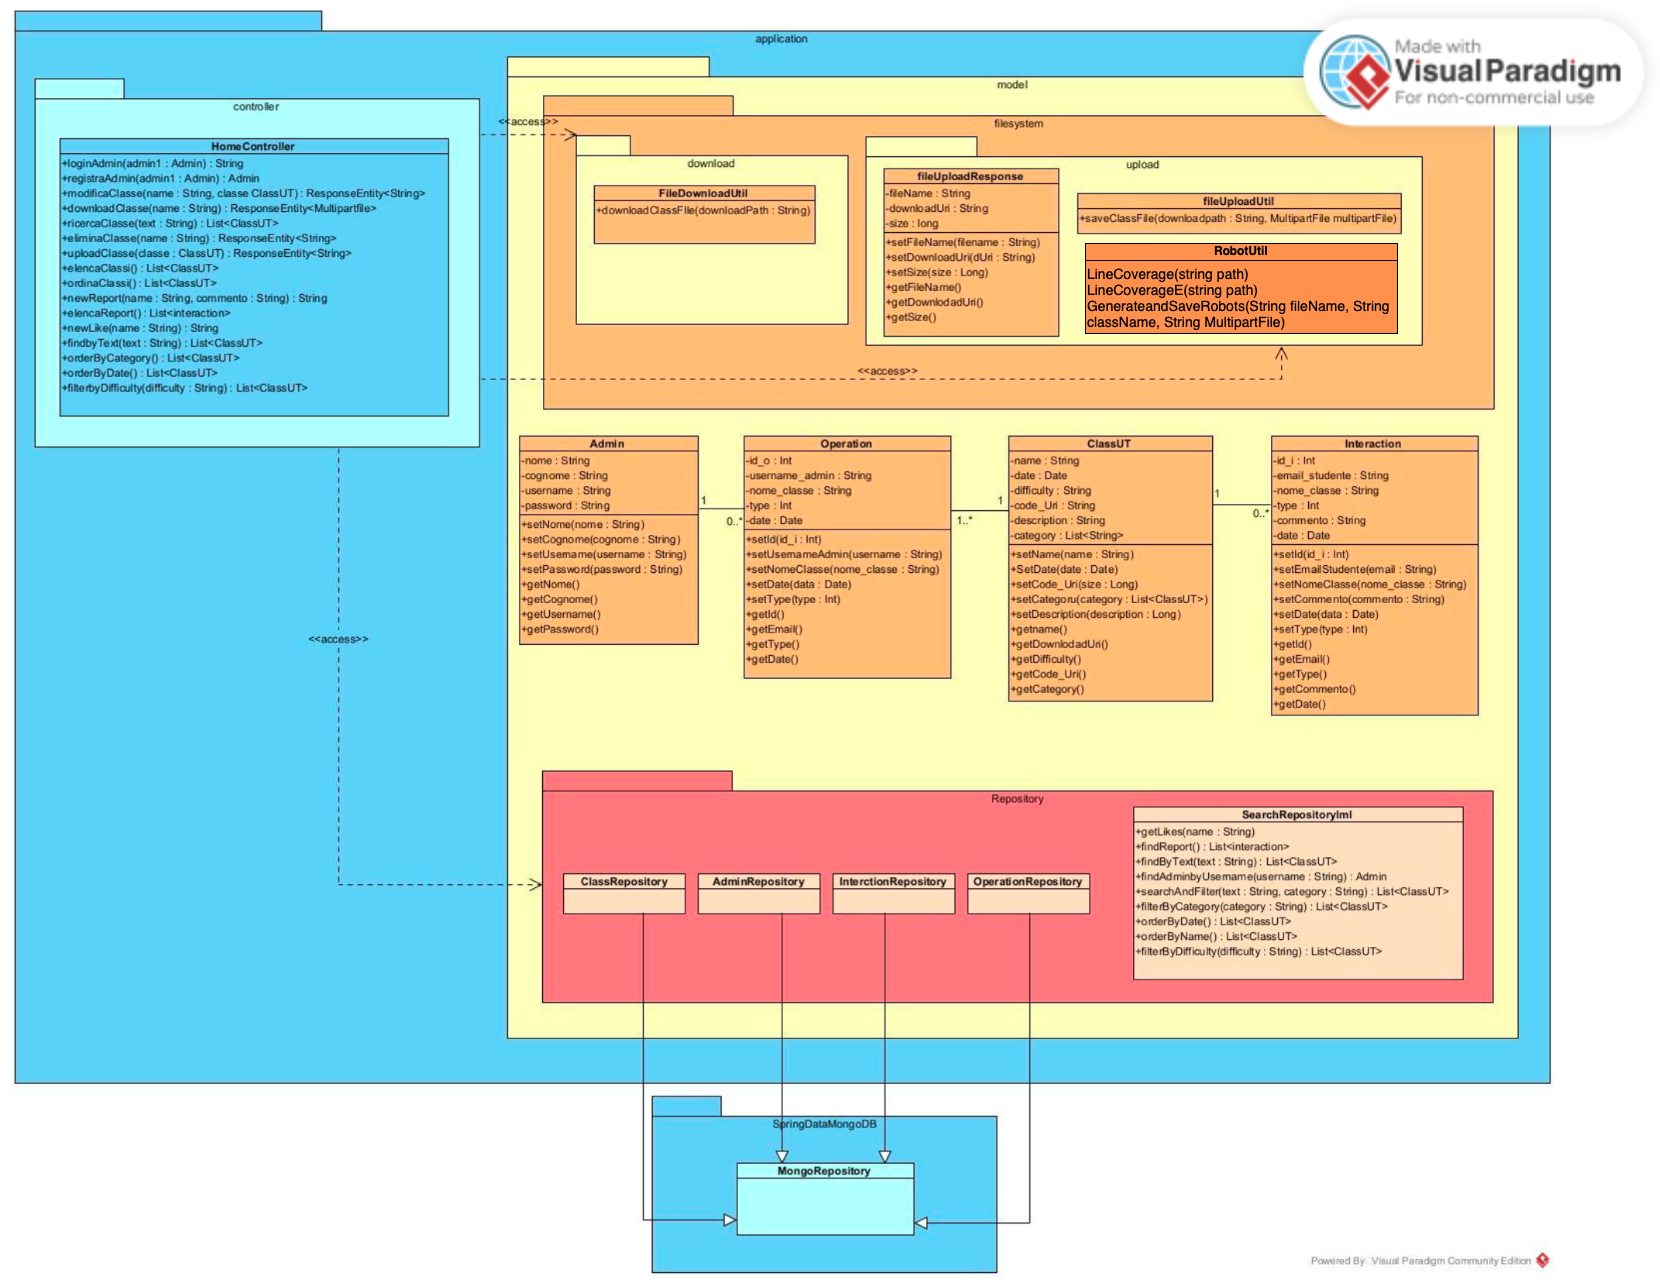 application
Made with
Visual Paradigm
For non-commercial use
controller
HomeController
+loginAdmin(admin1 : Admin) : String
+registraAdmin(admin1 : Admin) : Admin
+modificaClasse(name : String, classe ClassUT) : ResponseEntity<String>
+downloadClasse(name : String) : ResponseEntity<Multipartfile>
+ricercaClasse(text : String) : List<ClassUT>
+eliminaClasse(name : String) : ResponseEntity<String>
+uploadClasse(classe : ClassUT) : ResponseEntity<String>
+elencaClassi() : List<ClassUT>
+ordinaClassi() : List<ClassUT>
+newReport(name : String, commento : String) : String
+elencaReport() : List<interaction>
+newLike(name : String) : String
+findbyText(text : String) : List<ClassUT>
+orderByCategory() : List<ClassUT>
+orderByDate() : List<ClassUT>
+filterbyDifficulty(difficulty : String) : List<ClassUT>
<<access>>
<<access>>
<<access>>
model
filesystem
download
FileDownloadUtil
+downloadClassFIle(downloadPath : String)
upload
fileUploadResponse
-fileName : String
-downloadUri : String
-size : long
+setFileName(filename : String)
+setDownloadUri(dUri : String)
+setSize(size : Long)
+getFileName()
+getDownlodadUri()
+getSize()
fileUploadUtil
+saveClassFile(downloadpath : String, MultipartFile multipartFile)
RobotUtil
LineCoverage(string path)
LineCoverageE(string path)
GenerateandSaveRobots(String fileName, String
className, String MultipartFile)
Admin
-nome : String
-cognome : String
-username : String
-password : String
+setNome(nome : String)
+setCognome(cognome : String)
+setUsername(username : String)
+setPassword(password : String)
+getNome()
+getCognome()
+getUsername()
+getPassword()
1
0..*
Operation
-id_o : Int
-username_admin : String
-nome_classe : String
-type : Int
-date : Date
+setId(id_i : Int)
+setUsernameAdmin(username : String)
+setNomeClasse(nome_classe : String)
+setDate(data : Date)
+setType(type : Int)
+getId()
+getEmail()
+getType()
+getDate()
1..*
1
ClassUT
-name : String
-date : Date
-difficulty : String
-code_Uri : String
-description : String
-category : List<String>
+setName(name : String)
+SetDate(date : Date)
+setCode_Uri(size : Long)
+setCategoru(category : List<ClassUT>)
+setDescription(description : Long)
+getname()
+getDownlodadUri()
+getDifficulty()
+getCode_Uri()
+getCategory()
1
0..*
Interaction
-id_i : Int
-email_studente : String
-nome_classe : String
-type : Int
-commento : String
-date : Date
+setId(id_i : Int)
+setEmailStudente(email : String)
+setNomeClasse(nome_classe : String)
+setCommento(commento : String)
+setDate(data : Date)
+setType(type : Int)
+getId()
+getEmail()
+getType()
+getCommento()
+getDate()
Repository
ClassRepository
AdminRepository
InterctionRepository
OperationRepository
SearchRepositoryIml
+getLikes(name : String)
+findReport() : List<interaction>
+findByText(text : String) : List<ClassUT>
+findAdminbyUsername(username : String) : Admin
+searchAndFilter(text : String, category : String) : List<ClassUT>
+filterByCategory(category : String) : List<ClassUT>
+orderByDate() : List<ClassUT>
+orderByName() : List<ClassUT>
+filterByDifficulty(difficulty : String) : List<ClassUT>
SpringDataMongoDB
MongoRepository
Powered By: Visual Paradigm Community Edition